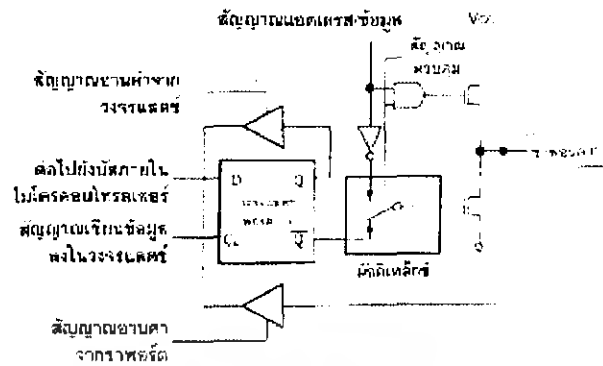 สัญญาณแอดเดรส/ข้อมูล
Vcc
สัญญาณ
ควบคุม
สัญญาณอ่านค่าจาก
วงจรแลตช์
ต่อไปยังบัสภายใน
ไมโครคอนโทรลเลอร์
D
Q
สัญญาณเขียนข้อมูล
ลงในวงจรแลตช์
CL
Q
มัลติเพล็กซ์
สัญญาณอ่านค่า
จากขาพอร์ต